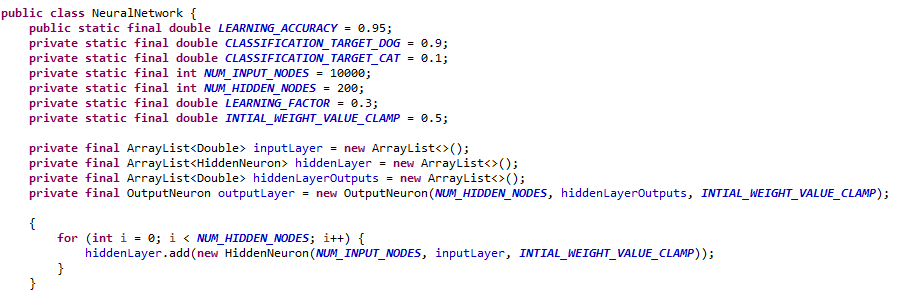 public class NeuralNetwork {
    public static final double LEARNING_ACCURACY = 0.95;
    private static final double CLASSIFICATION_TARGET_DOG = 0.9;
    private static final double CLASSIFICATION_TARGET_CAT = 0.1;
    private static final int NUM_INPUT_NODES = 10000;
    private static final int NUM_HIDDEN_NODES = 200;
    private static final double LEARNING_FACTOR = 0.3;
    private static final double INTIAL_WEIGHT_VALUE_CLAMP = 0.5;

    private final ArrayList<Double> inputLayer = new ArrayList<>();
    private final ArrayList<HiddenNeuron> hiddenLayer = new ArrayList<>();
    private final ArrayList<Double> hiddenLayerOutputs = new ArrayList<>();
    private final OutputNeuron outputLayer = new OutputNeuron(NUM_HIDDEN_NODES, hiddenLayerOutputs, INTIAL_WEIGHT_VALUE_CLAMP);

    {
        for (int i = 0; i < NUM_HIDDEN_NODES; i++) {
            hiddenLayer.add(new HiddenNeuron(NUM_INPUT_NODES, inputLayer, INTIAL_WEIGHT_VALUE_CLAMP));
        }
    }